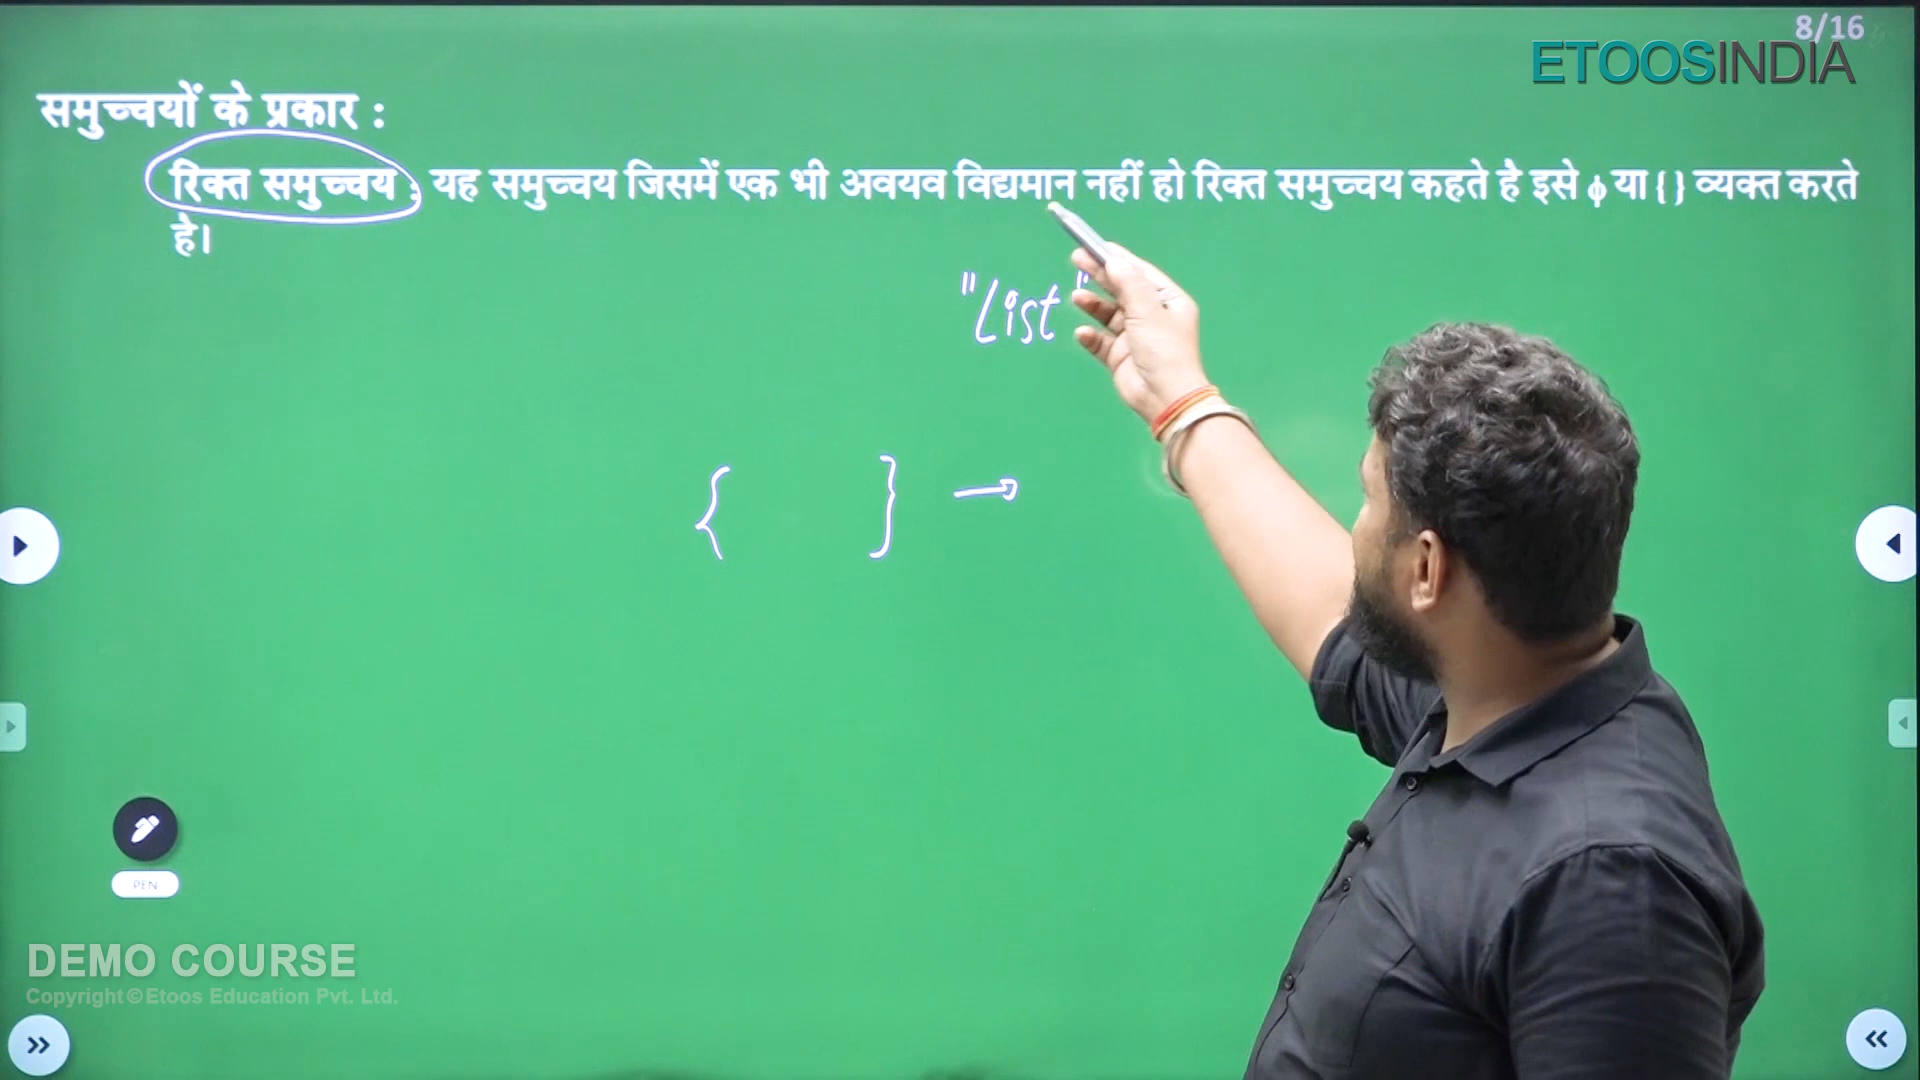 8/16
ETOOSINDIA
समुच्चयों के प्रकार :
रिक्त समुच्चय : यह समुच्चय जिसमें एक भी अवयव विद्यमान नहीं हो रिक्त समुच्चय कहते है इसे ϕ या { } व्यक्त करते
है।
"List"
{ } →
PEN
DEMO COURSE
Copyright©Etoos Education Pvt. Ltd.